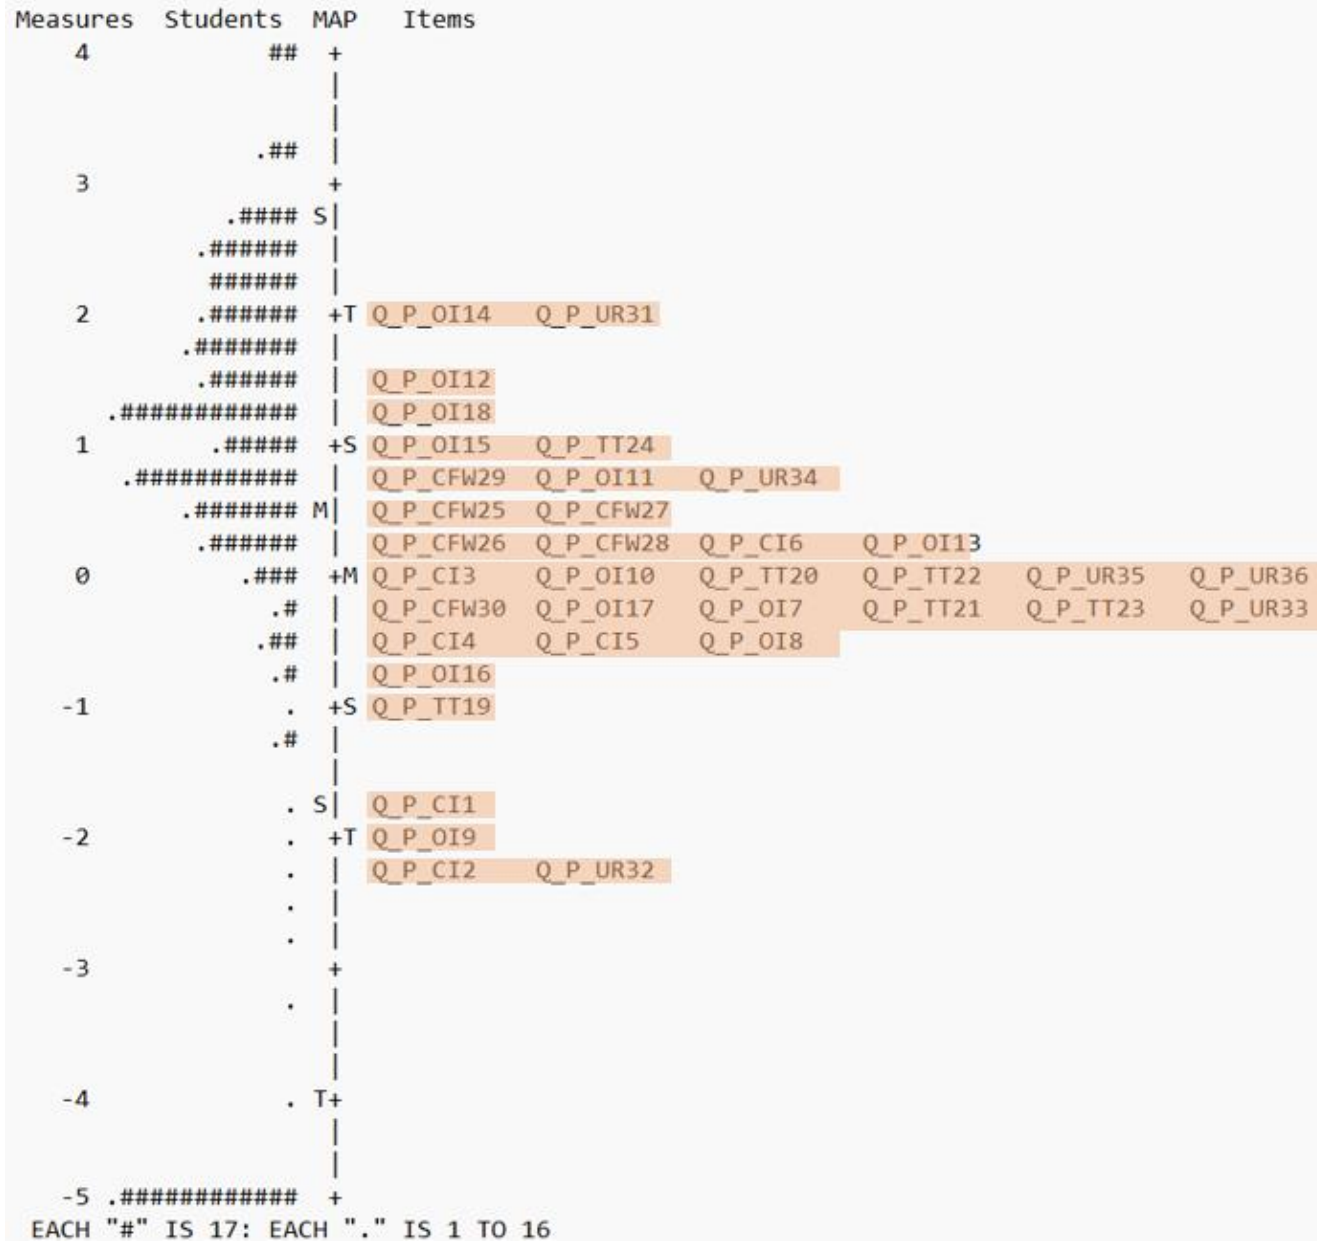 Measures  Students  MAP   Items
    4           ##  +
                    |
                    |
               .##  |
    3               +
             .#### S|
           .######  |
            ######  |
    2      .######  +T Q_P_OI14   Q_P_UR31
          .#######  |
           .######  |  Q_P_OI12
     .############  |  Q_P_OI18
    1       .#####  +S Q_P_OI15   Q_P_TT24
      .###########  |  Q_P_CFW29  Q_P_OI11   Q_P_UR34
          .####### M|  Q_P_CFW25  Q_P_CFW27
           .######  |  Q_P_CFW26  Q_P_CFW28  Q_P_CI6    Q_P_OI13
    0         .###  +M Q_P_CI3    Q_P_OI10   Q_P_TT20   Q_P_TT22   Q_P_UR35   Q_P_UR36
                .#  |  Q_P_CFW30  Q_P_OI17   Q_P_OI7    Q_P_TT21   Q_P_TT23   Q_P_UR33
               .##  |  Q_P_CI4    Q_P_CI5    Q_P_OI8
                .#  |  Q_P_OI16
   -1            .  +S Q_P_TT19
                .#  |
                    |
                 . S|  Q_P_CI1
   -2            .  +T Q_P_OI9
                 .  |  Q_P_CI2    Q_P_UR32
                 .  |
                 .  |
   -3               +
                 .  |
                    |
                    |
   -4            . T+
                    |
                    |
   -5 .############  +
 EACH "#" IS 17: EACH "." IS 1 TO 16